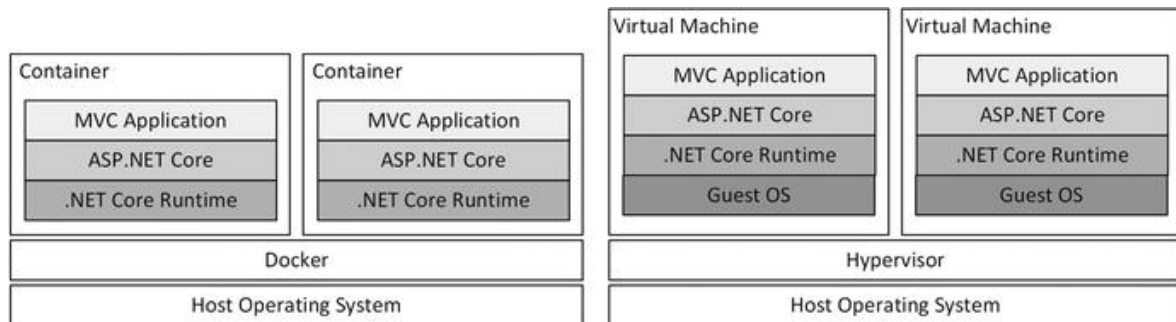 Container
MVC Application
ASP.NET Core
.NET Core Runtime
Container
MVC Application
ASP.NET Core
.NET Core Runtime
Docker
Host Operating System
Virtual Machine
MVC Application
ASP.NET Core
.NET Core Runtime
Guest OS
Virtual Machine
MVC Application
ASP.NET Core
.NET Core Runtime
Guest OS
Hypervisor
Host Operating System